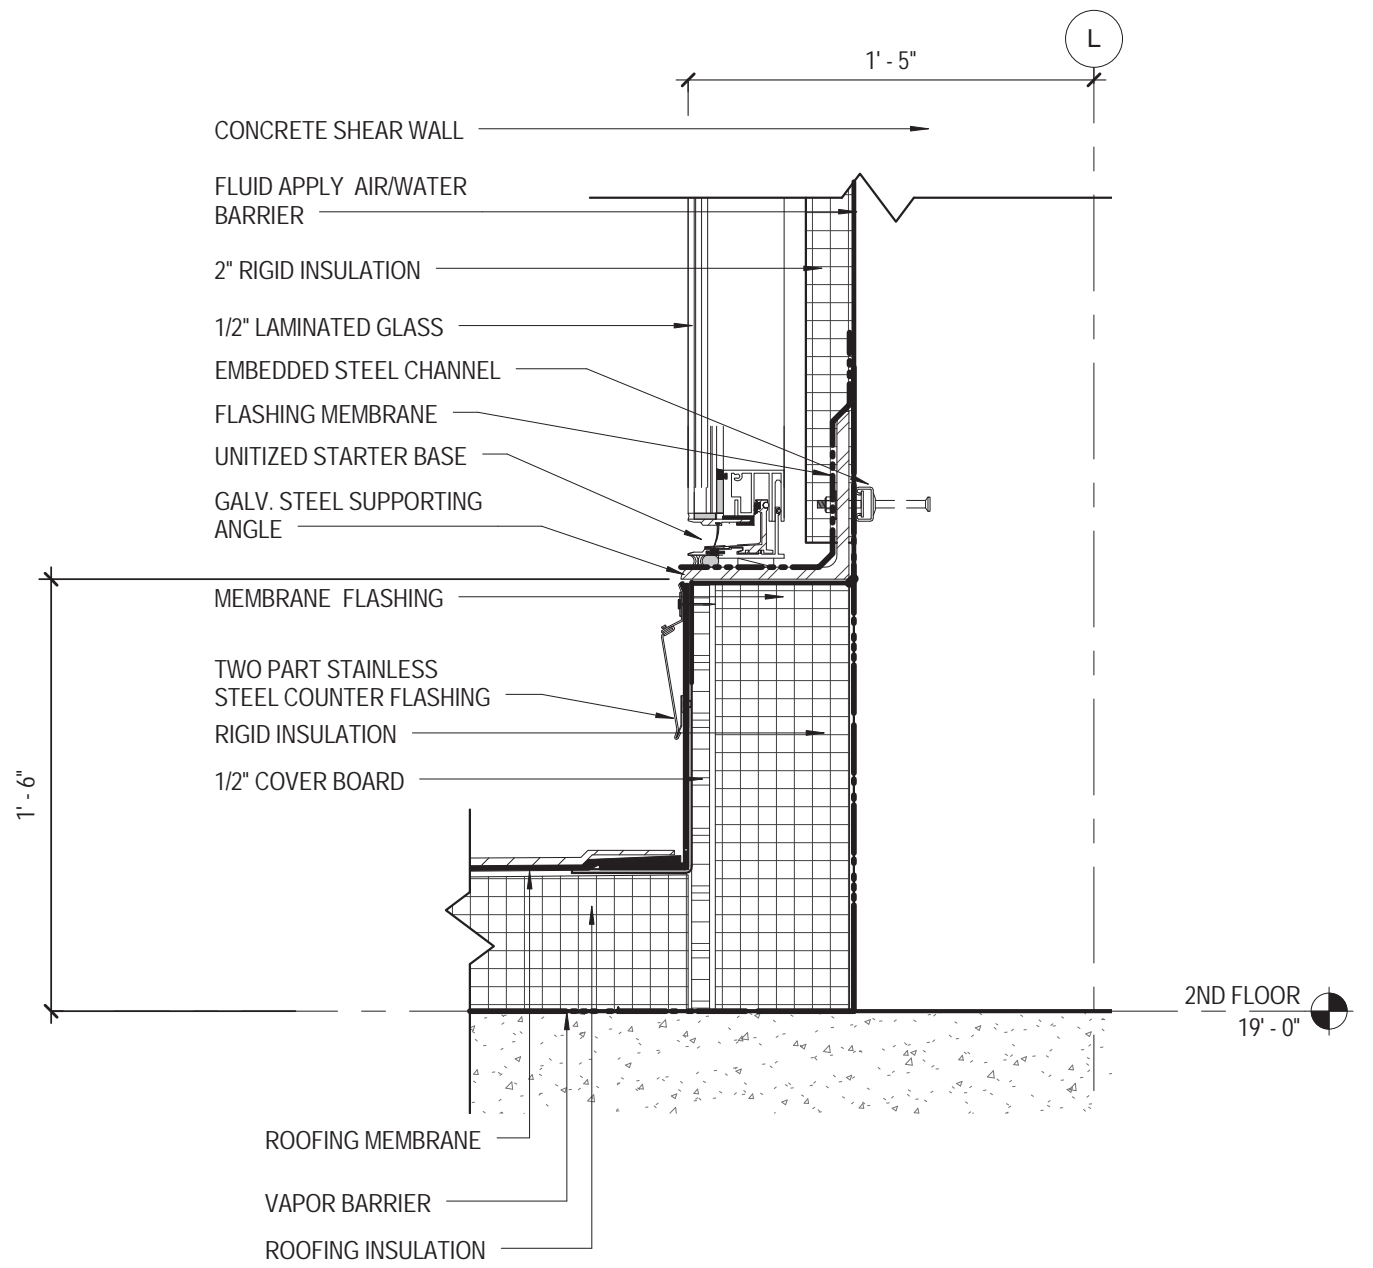 L
1' - 5"
CONCRETE SHEAR WALL
FLUID APPLY AIR/WATER
BARRIER
2" RIGID INSULATION
1/2" LAMINATED GLASS
EMBEDDED STEEL CHANNEL
FLASHING MEMBRANE
UNITIZED STARTER BASE
GALV. STEEL SUPPORTING
ANGLE
MEMBRANE FLASHING
TWO PART STAINLESS
STEEL COUNTER FLASHING
RIGID INSULATION
1/2" COVER BOARD
1' - 6"
2ND FLOOR
19' - 0"
ROOFING MEMBRANE
VAPOR BARRIER
ROOFING INSULATION